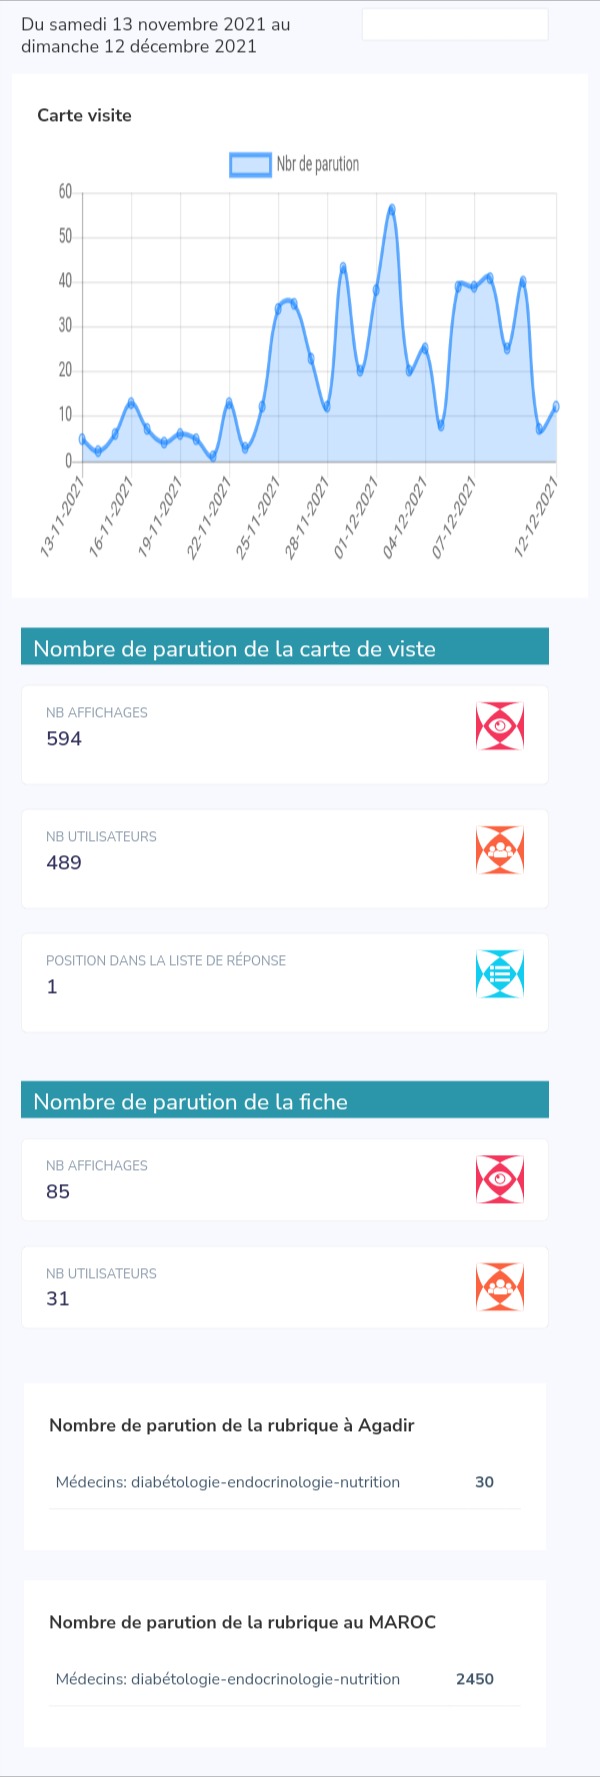 Du samedi 13 novembre 2021 au
dimanche 12 décembre 2021
Carte visite
Nbr de parution
60
50
40
30
20
10
0
13-11-2021
16-11-2021
19-11-2021
22-11-2021
25-11-2021
28-11-2021
01-12-2021
04-12-2021
07-12-2021
12-12-2021
Nombre de parution de la carte de viste
NB AFFICHAGES
594
NB UTILISATEURS
489
POSITION DANS LA LISTE DE RÉPONSE
1
Nombre de parution de la fiche
NB AFFICHAGES
85
NB UTILISATEURS
31
Nombre de parution de la rubrique à Agadir
Médecins: diabétologie-endocrinologie-nutrition 30
Nombre de parution de la rubrique au MAROC
Médecins: diabétologie-endocrinologie-nutrition 2450